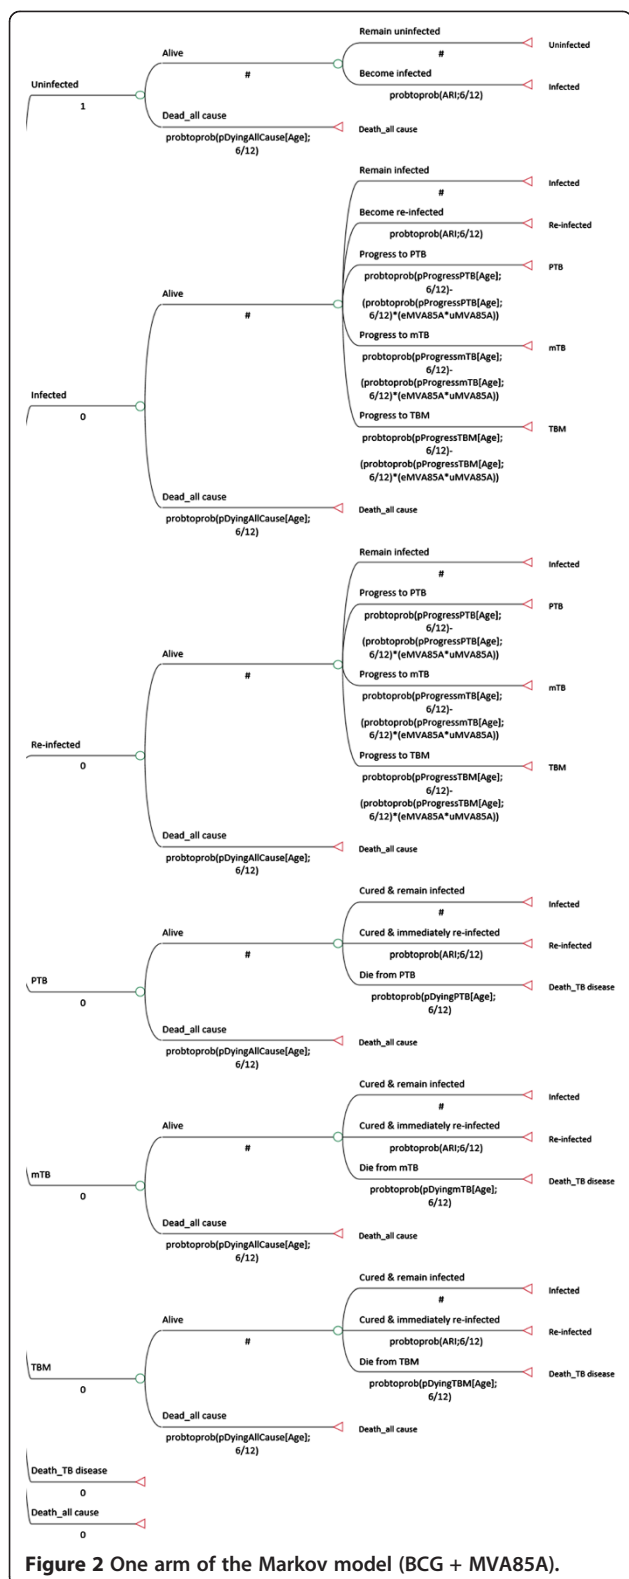 Remain uninfected
#
Uninfected
Alive
#
Become infected
probtoprob(ARI;6/12)
Infected
Uninfected
1
Dead_all cause
probtoprob(pDyingAllCause[Age];
6/12)
Death_all cause
Remain infected
#
Infected
Become re-infected
probtoprob(ARI;6/12)
Re-infected
Progress to PTB
probtoprob(pProgressPTB[Age];
6/12)-
(probtoprob(pProgressPTB[Age];
6/12)*(eMVA85A*uMVA85A))
PTB
Alive
#
Progress to mTB
probtoprob(pProgressmTB[Age];
6/12)-
(probtoprob(pProgressmTB[Age];
6/12)*(eMVA85A*uMVA85A))
mTB
Infected
0
Progress to TBM
probtoprob(pProgressTBM[Age];
6/12)-
(probtoprob(pProgressTBM[Age];
6/12)*(eMVA85A*uMVA85A))
TBM
Dead_all cause
probtoprob(pDyingAllCause[Age];
6/12)
Death_all cause
Remain infected
#
Infected
Progress to PTB
probtoprob(pProgressPTB[Age];
6/12)-
(probtoprob(pProgressPTB[Age];
6/12)*(eMVA85A*uMVA85A))
PTB
Alive
#
Progress to mTB
probtoprob(pProgressmTB[Age];
6/12)-
(probtoprob(pProgressmTB[Age];
6/12)*(eMVA85A*uMVA85A))
mTB
Re-infected
0
Progress to TBM
probtoprob(pProgressTBM[Age];
6/12)-
(probtoprob(pProgressTBM[Age];
6/12)*(eMVA85A*uMVA85A))
TBM
Dead_all cause
probtoprob(pDyingAllCause[Age];
6/12)
Death_all cause
Cured & remain infected
#
Infected
Alive
#
Cured & immediately re-infected
probtoprob(ARI;6/12)
Re-infected
Die from PTB
probtoprob(pDyingPTB[Age];
6/12)
Death_TB disease
PTB
0
Dead_all cause
probtoprob(pDyingAllCause[Age];
6/12)
Death_all cause
Cured & remain infected
#
Infected
Alive
#
Cured & immediately re-infected
probtoprob(ARI;6/12)
Re-infected
Die from mTB
probtoprob(pDyingmTB[Age];
6/12)
Death_TB disease
mTB
0
Dead_all cause
probtoprob(pDyingAllCause[Age];
6/12)
Death_all cause
Cured & remain infected
#
Infected
Alive
#
Cured & immediately re-infected
probtoprob(ARI;6/12)
Re-infected
Die from TBM
probtoprob(pDyingTBM[Age];
6/12)
Death_TB disease
TBM
0
Dead_all cause
probtoprob(pDyingAllCause[Age];
6/12)
Death_all cause
Death_TB disease
0
Death_all cause
0
Figure 2 One arm of the Markov model (BCG + MVA85A).